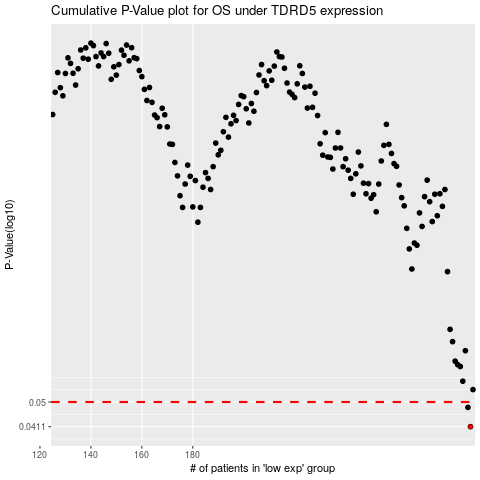 Cumulative P-Value plot for OS under TDRD5 expression
P-Value(log10)
0.05
0.0411
120 140 160 180
# of patients in 'low exp' group